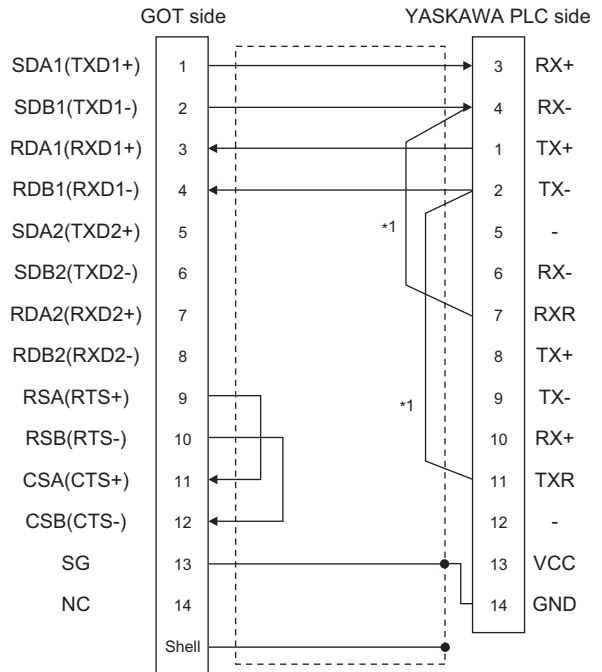 GOT side YASKAWA PLC side
SDA1(TXD1+) 1 3 RX+
SDB1(TXD1-) 2 4 RX-
RDA1(RXD1+) 3 1 TX+
RDB1(RXD1-) 4 2 TX-
SDA2(TXD2+) 5 *1 5 -
SDB2(TXD2-) 6 6 RX-
RDA2(RXD2+) 7 7 RXR
RDB2(RXD2-) 8 8 TX+
RSA(RTS+) 9 *1 9 TX-
RSB(RTS-) 10 10 RX+
CSA(CTS+) 11 11 TXR
CSB(CTS-) 12 12 -
SG 13 13 VCC
NC 14 14 GND
Shell